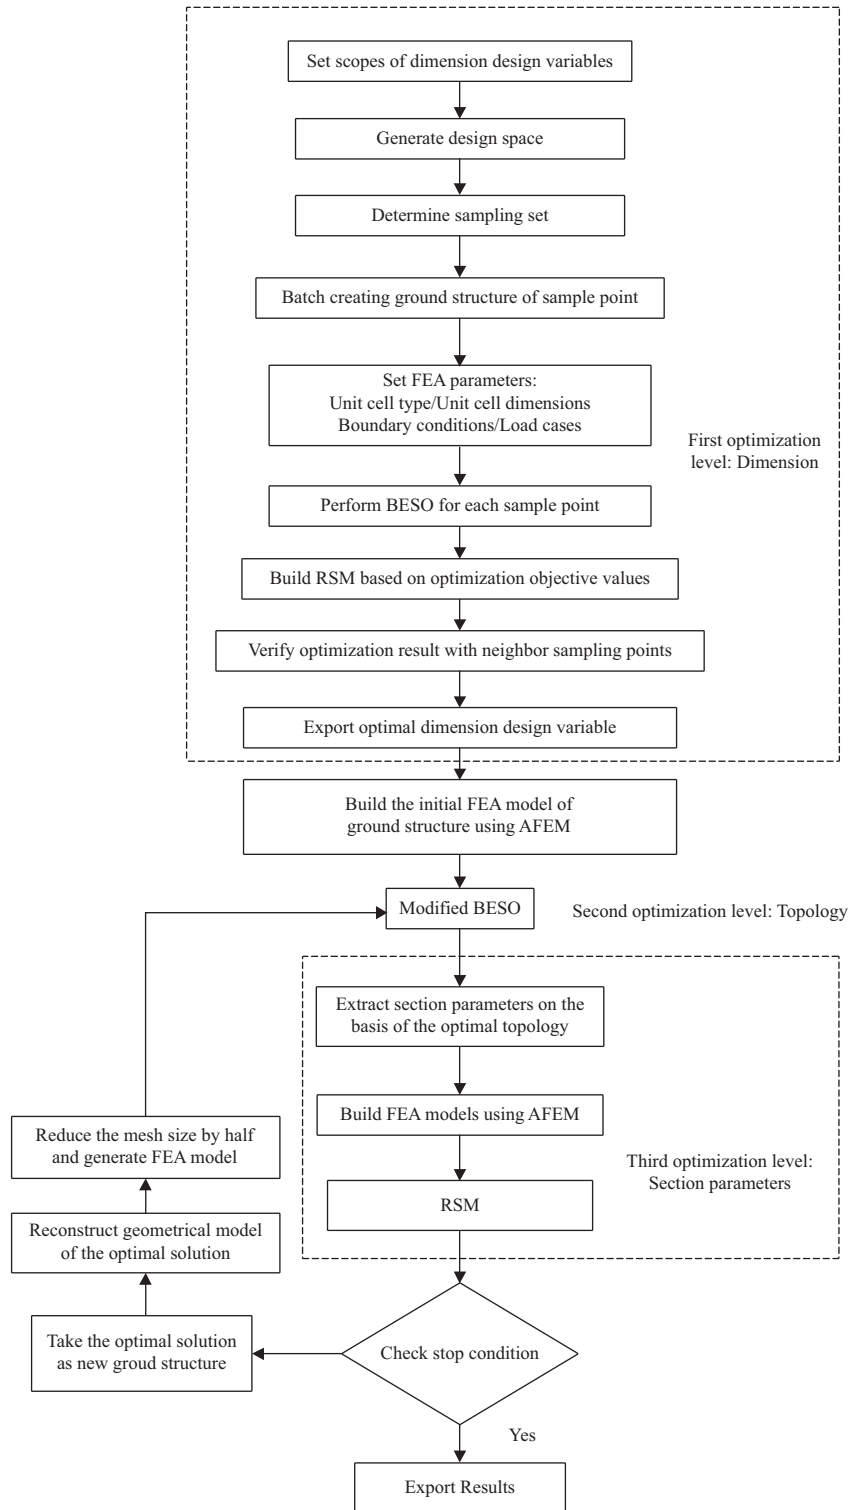 Set scopes of dimension design variables
Generate design space
Determine sampling set
Batch creating ground structure of sample point
Set FEA parameters:
Unit cell type/Unit cell dimensions
Boundary conditions/Load cases
First optimization
level: Dimension
Perform BESO for each sample point
Build RSM based on optimization objective values
Verify optimization result with neighbor sampling points
Export optimal dimension design variable
Build the initial FEA model of
ground structure using AFEM
Modified BESO
Second optimization level: Topology
Extract section parameters on the
basis of the optimal topology
Build FEA models using AFEM
Third optimization level:
Section parameters
RSM
Reduce the mesh size by half
and generate FEA model
Reconstruct geometrical model
of the optimal solution
Take the optimal solution
as new groud structure
Check stop condition
Yes
Export Results